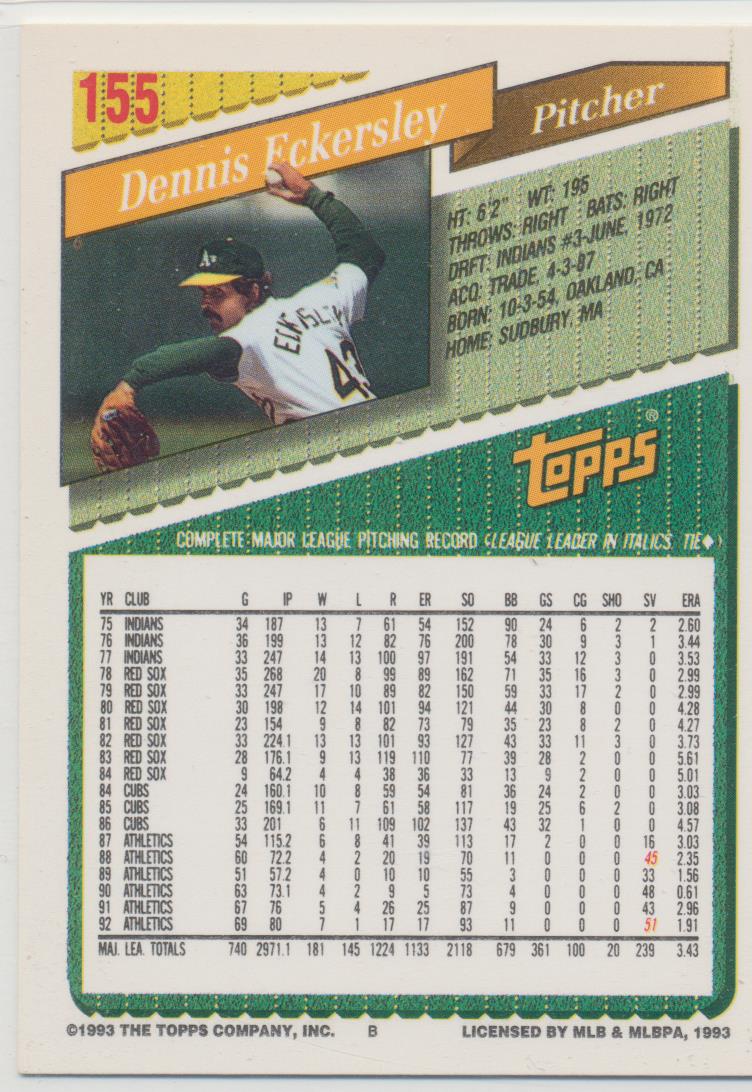 155
Dennis Eckersley
Pitcher
HT: 6'2" WT: 195
THROWS: RIGHT BATS: RIGHT
DRFT: INDIANS #3-JUNE, 1972
ACQ: TRADE, 4-3-87
BORN: 10-3-54, OAKLAND, CA
HOME: SUDBURY, MA
A's
ECKERSLEY
43
topps®
COMPLETE MAJOR LEAGUE PITCHING RECORD (LEAGUE LEADER IN ITALICS, TIE♦)
YR CLUB G IP W L R ER SO BB GS CG SHO SV ERA
75 INDIANS 34 187 13 7 61 54 152 90 24 6 2 2 2.60
76 INDIANS 36 199 13 12 82 76 200 78 30 9 3 1 3.44
77 INDIANS 33 247 14 13 100 97 191 54 33 12 3 0 3.53
78 RED SOX 35 268 20 8 99 89 162 71 35 16 3 0 2.99
79 RED SOX 33 247 17 10 89 82 150 59 33 17 2 0 2.99
80 RED SOX 30 198 12 14 101 94 121 44 30 8 0 0 4.28
81 RED SOX 23 154 9 8 82 73 79 35 23 8 2 0 4.27
82 RED SOX 33 224.1 13 13 101 93 127 43 33 11 3 0 3.73
83 RED SOX 28 176.1 9 13 119 110 77 39 28 2 0 0 5.61
84 RED SOX 9 64.2 4 4 38 36 33 13 9 2 0 0 5.01
84 CUBS 24 160.1 10 8 59 54 81 36 24 2 0 0 3.03
85 CUBS 25 169.1 11 7 61 58 117 19 25 6 2 0 3.08
86 CUBS 33 201 6 11 109 102 137 43 32 1 0 0 4.57
87 ATHLETICS 54 115.2 6 8 41 39 113 17 2 0 0 16 3.03
88 ATHLETICS 60 72.2 4 2 20 19 70 11 0 0 0 45 2.35
89 ATHLETICS 51 57.2 4 0 10 10 55 3 0 0 0 33 1.56
90 ATHLETICS 63 73.1 4 2 9 5 73 4 0 0 0 48 0.61
91 ATHLETICS 67 76 5 4 26 25 87 9 0 0 0 43 2.96
92 ATHLETICS 69 80 7 1 17 17 93 11 0 0 0 51 1.91
MAJ. LEA. TOTALS 740 2971.1 181 145 1224 1133 2118 679 361 100 20 239 3.43
©1993 THE TOPPS COMPANY, INC. B LICENSED BY MLB & MLBPA, 1993